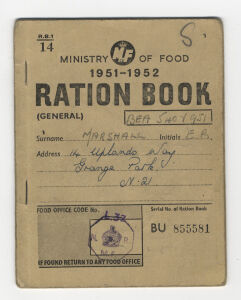 R.B.1
14
8
MINISTRY MF OF FOOD
1951-1952
RATION BOOK
(GENERAL)
Surname MARSHALL Initials E.R.
Address 14 Uplands Way
Grange Park
N.21
FOOD OFFICE CODE No.
Serial No. of Ration Book
BU 855581
IF FOUND RETURN TO ANY FOOD OFFICE